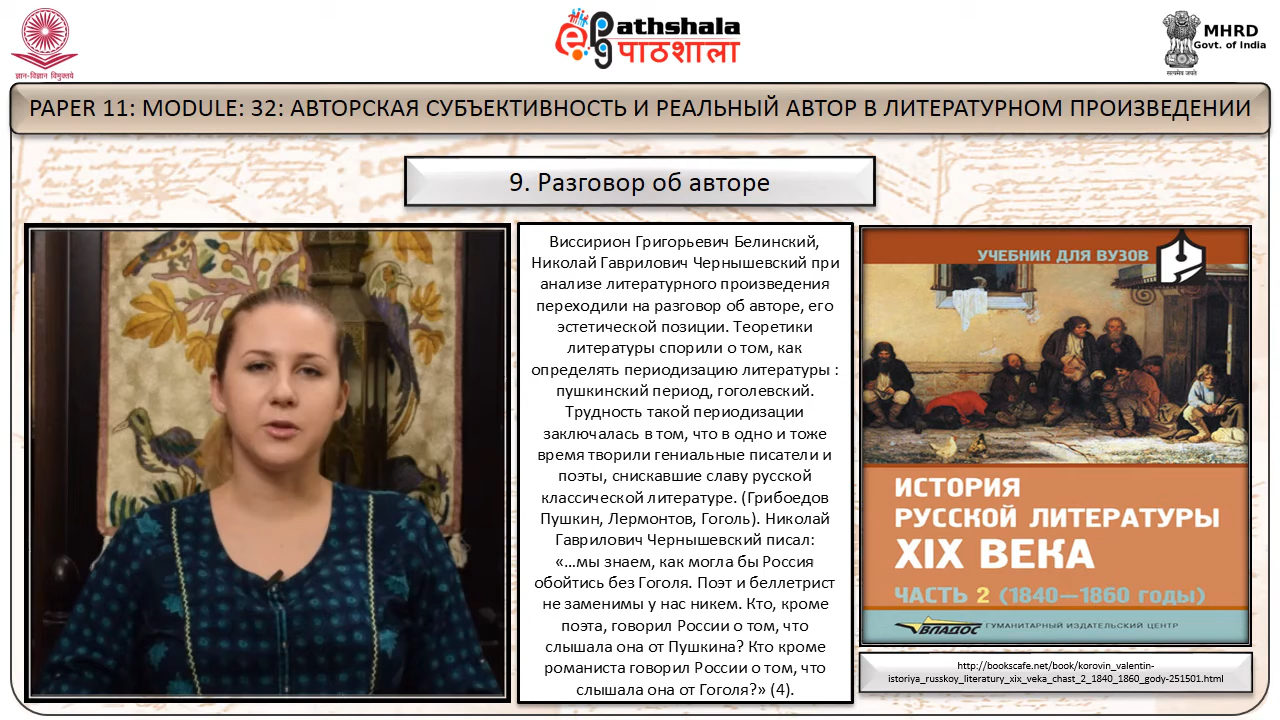 ज्ञान-विज्ञान विमुक्तये
ePathshala
पाठशाला
MHRD
Govt. of India
सत्यमेव जयते
PAPER 11: MODULE: 32: АВТОРСКАЯ СУБЪЕКТИВНОСТЬ И РЕАЛЬНЫЙ АВТОР В ЛИТЕРАТУРНОМ ПРОИЗВЕДЕНИИ
9. Разговор об авторе
Виссирион Григорьевич Белинский,
Николай Гаврилович Чернышевский при
анализе литературного произведения
переходили на разговор об авторе, его
эстетической позиции. Теоретики
литературы спорили о том, как
определять периодизацию литературы :
пушкинский период, гоголевский.
Трудность такой периодизации
заключалась в том, что в одно и тоже
время творили гениальные писатели и
поэты, снискавшие славу русской
классической литературе. (Грибоедов
Пушкин, Лермонтов, Гоголь). Николай
Гаврилович Чернышевский писал:
«…мы знаем, как могла бы Россия
обойтись без Гоголя. Поэт и беллетрист
не заменимы у нас никем. Кто, кроме
поэта, говорил России о том, что
слышала она от Пушкина? Кто кроме
романиста говорил России о том, что
слышала она от Гоголя?» (4).
УЧЕБНИК ДЛЯ ВУЗОВ
ИСТОРИЯ
РУССКОЙ ЛИТЕРАТУРЫ
XIX ВЕКА
ЧАСТЬ 2 (1840—1860 годы)
ВЛАДОС ГУМАНИТАРНЫЙ ИЗДАТЕЛЬСКИЙ ЦЕНТР
http://bookscafe.net/book/korovin_valentin-
istoriya_russkoy_literatury_xix_veka_chast_2_1840_1860_gody-251501.html